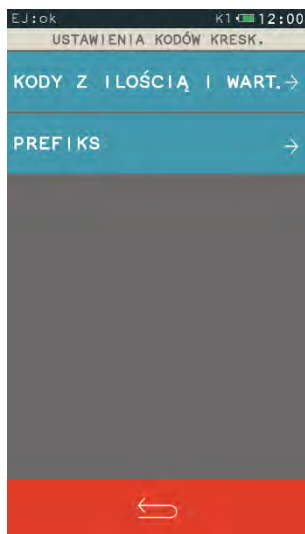 EJ:ok K1 12:00
USTAWIENIA KODÓW KRESK.
KODY Z ILOŚCIĄ I WART.
PREFIKS